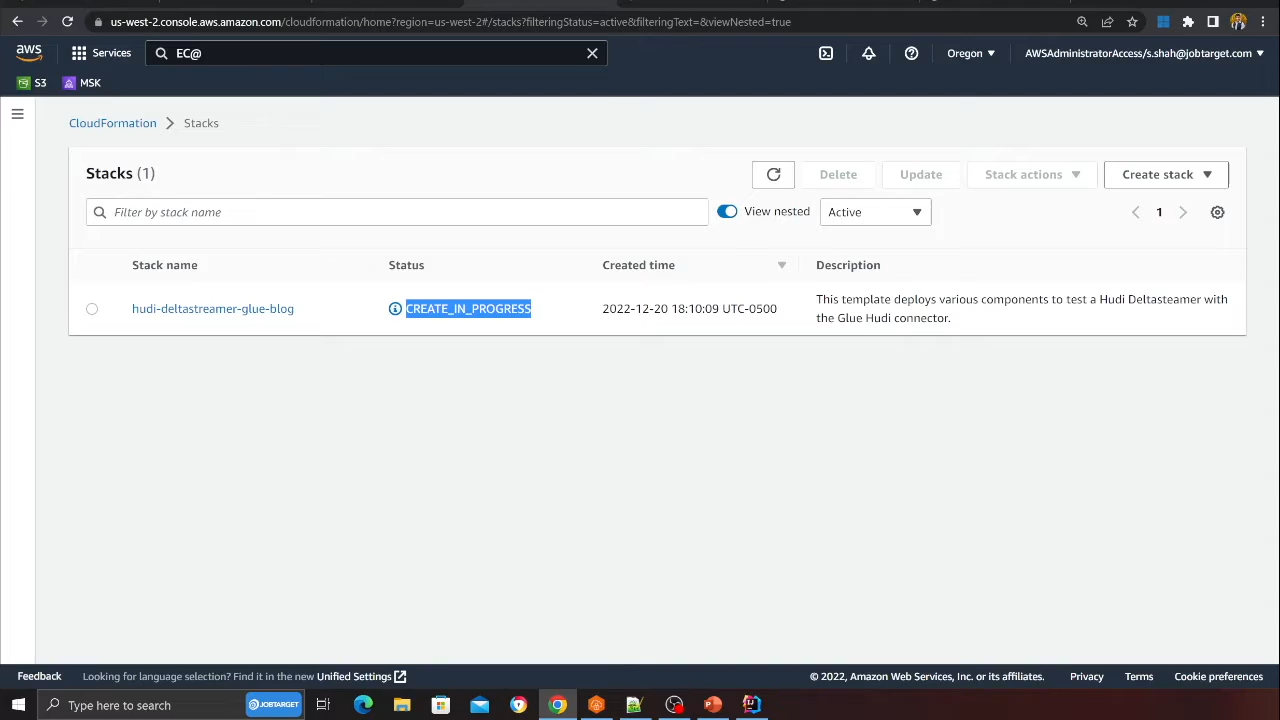 us-west-2.console.aws.amazon.com/cloudformation/home?region=us-west-2#/stacks?filteringStatus=active&filteringText=&viewNested=true
aws Services EC@ Oregon AWSAdministratorAccess/s.shah@jobtarget.com
S3 MSK
CloudFormation Stacks
Stacks (1) Delete Update Stack actions Create stack
Filter by stack name View nested Active 1
Stack name Status Created time Description
hudi-deltastreamer-glue-blog CREATE_IN_PROGRESS 2022-12-20 18:10:09 UTC-0500 This template deploys various components to test a Hudi Deltasteamer with
the Glue Hudi connector.
Feedback Looking for language selection? Find it in the new Unified Settings © 2022, Amazon Web Services, Inc. or its affiliates. Privacy Terms Cookie preferences
Type here to search JOBTARGET